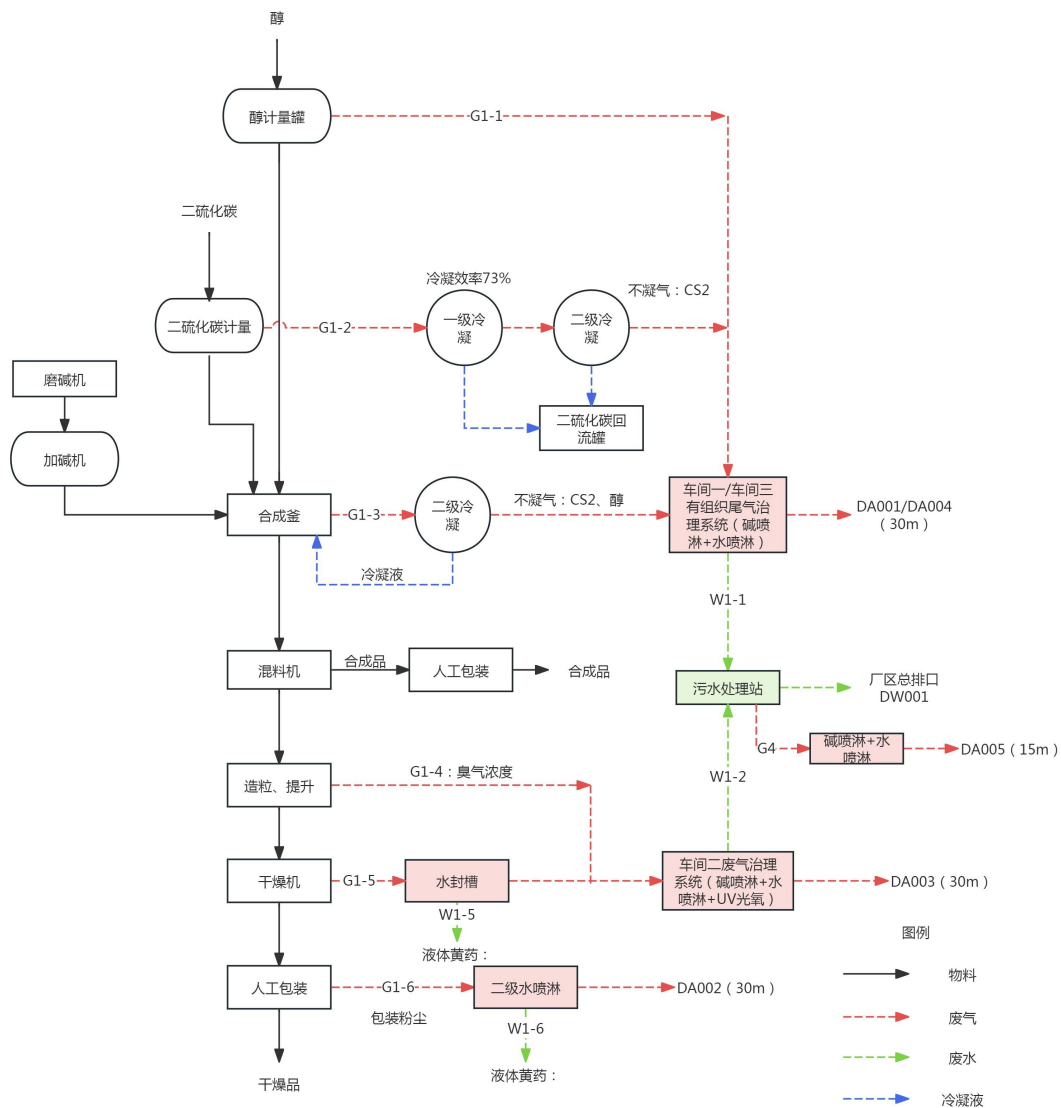 醇
醇计量罐
G1-1
二硫化碳
二硫化碳计量
G1-2
冷凝效率73%
一级冷
凝
二级冷
凝
不凝气：CS2
二硫化碳回
流罐
磨碱机
加碱机
合成釜
G1-3
二级冷
凝
不凝气：CS2、醇
冷凝液
车间一/车间三
有组织尾气治
理系统（碱喷
淋+水喷淋）
DA001/DA004
（30m）
W1-1
混料机
合成品
人工包装
合成品
污水处理站
厂区总排口
DW001
G4
碱喷淋+水
喷淋
DA005（15m）
W1-2
造粒、提升
G1-4：臭气浓度
干燥机
G1-5
水封槽
W1-5
液体黄药：
车间二废气治理
系统（碱喷淋+水
喷淋+UV光氧）
DA003（30m）
人工包装
G1-6
包装粉尘
二级水喷淋
DA002（30m）
W1-6
液体黄药：
干燥品
图例
物料
废气
废水
冷凝液